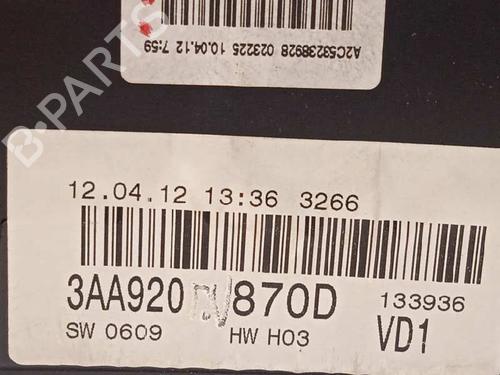 A2C53238928 023225 10.04.12 7:59
12.04.12 13:36 3266
3AA920 870D 133936
SW 0609 HW H03 VD1
B-PARTS